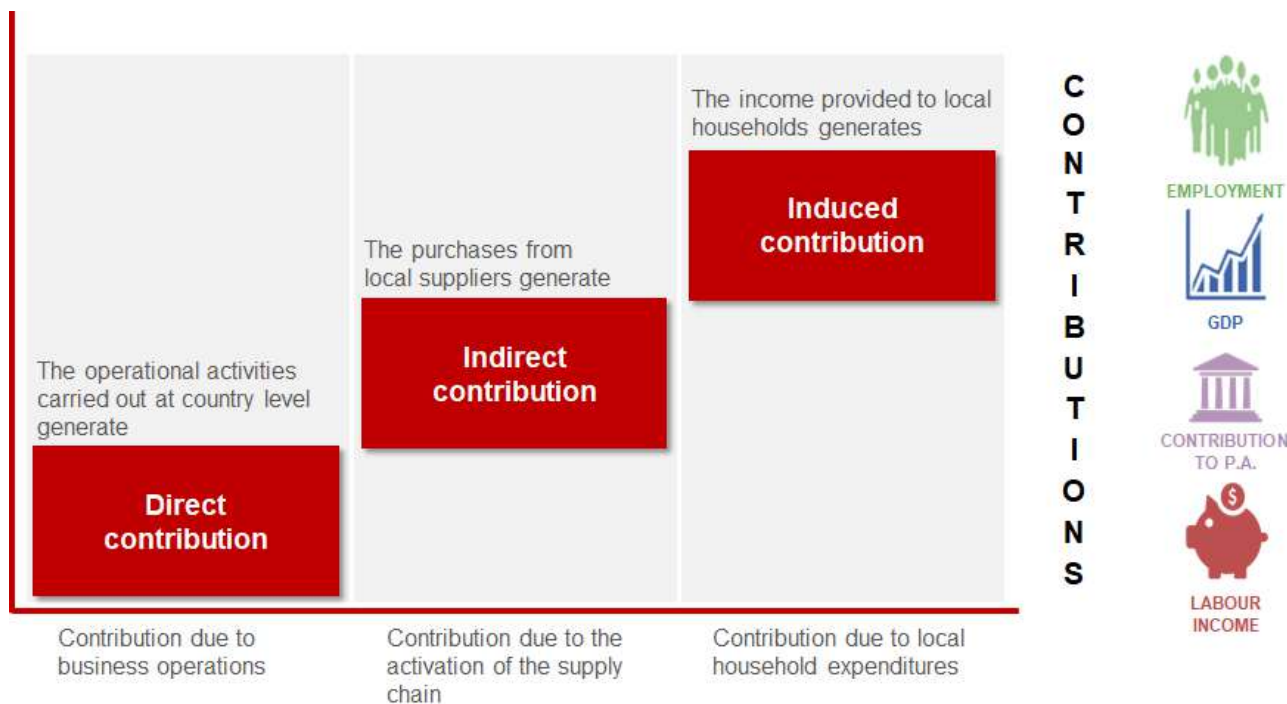 The operational activities
carried out at country level
generate
Direct
contribution
Contribution due to
business operations
The purchases from
local suppliers generate
Indirect
contribution
Contribution due to the
activation of the supply
chain
The income provided to local
households generates
Induced
contribution
Contribution due to local
household expenditures
CONTRIBUTIONS
EMPLOYMENT
GDP
CONTRIBUTION
TO P.A.
$
LABOUR
INCOME